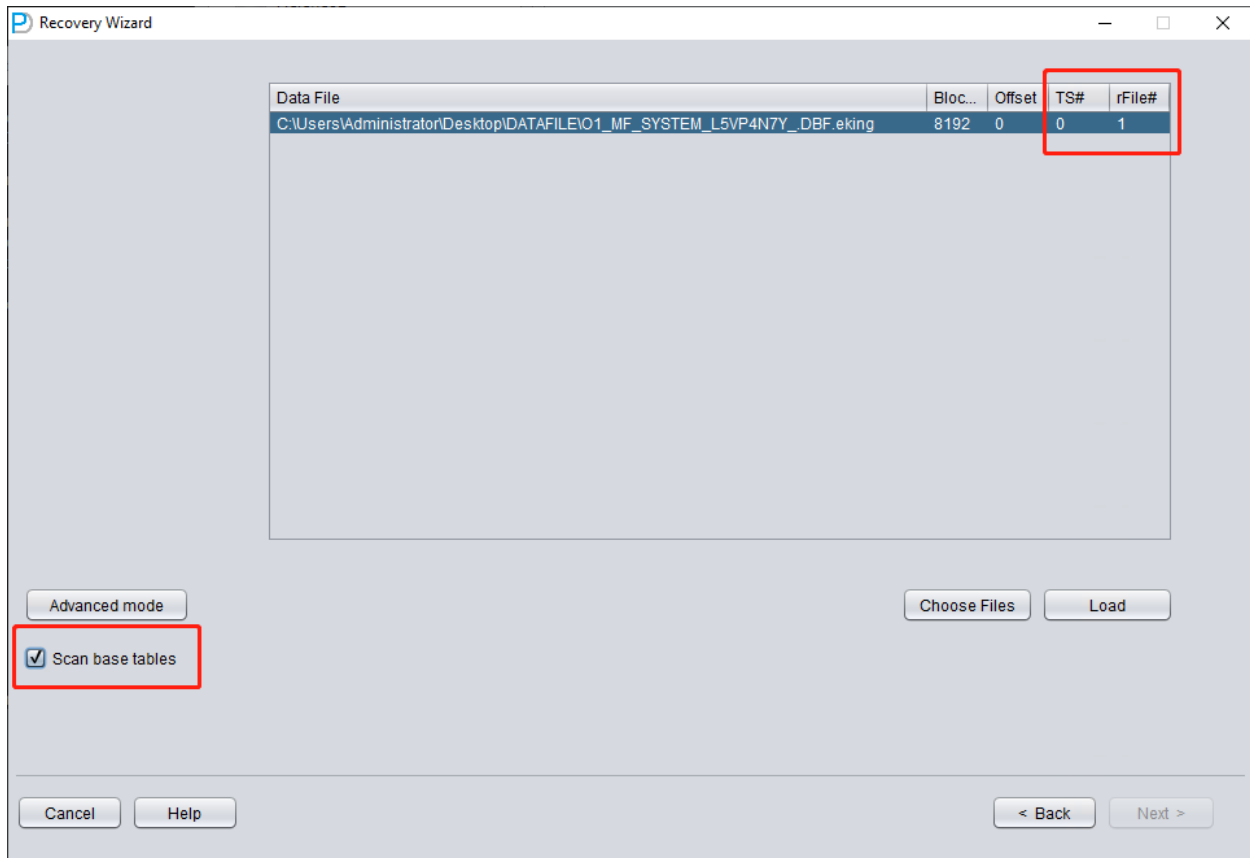 Recovery Wizard
Data File Bloc... Offset TS# rFile#
C:\Users\Administrator\Desktop\DATAFILE\O1_MF_SYSTEM_L5VP4N7Y_.DBF.eking 8192 0 0 1
Advanced mode Choose Files Load
Scan base tables
Cancel Help < Back Next >